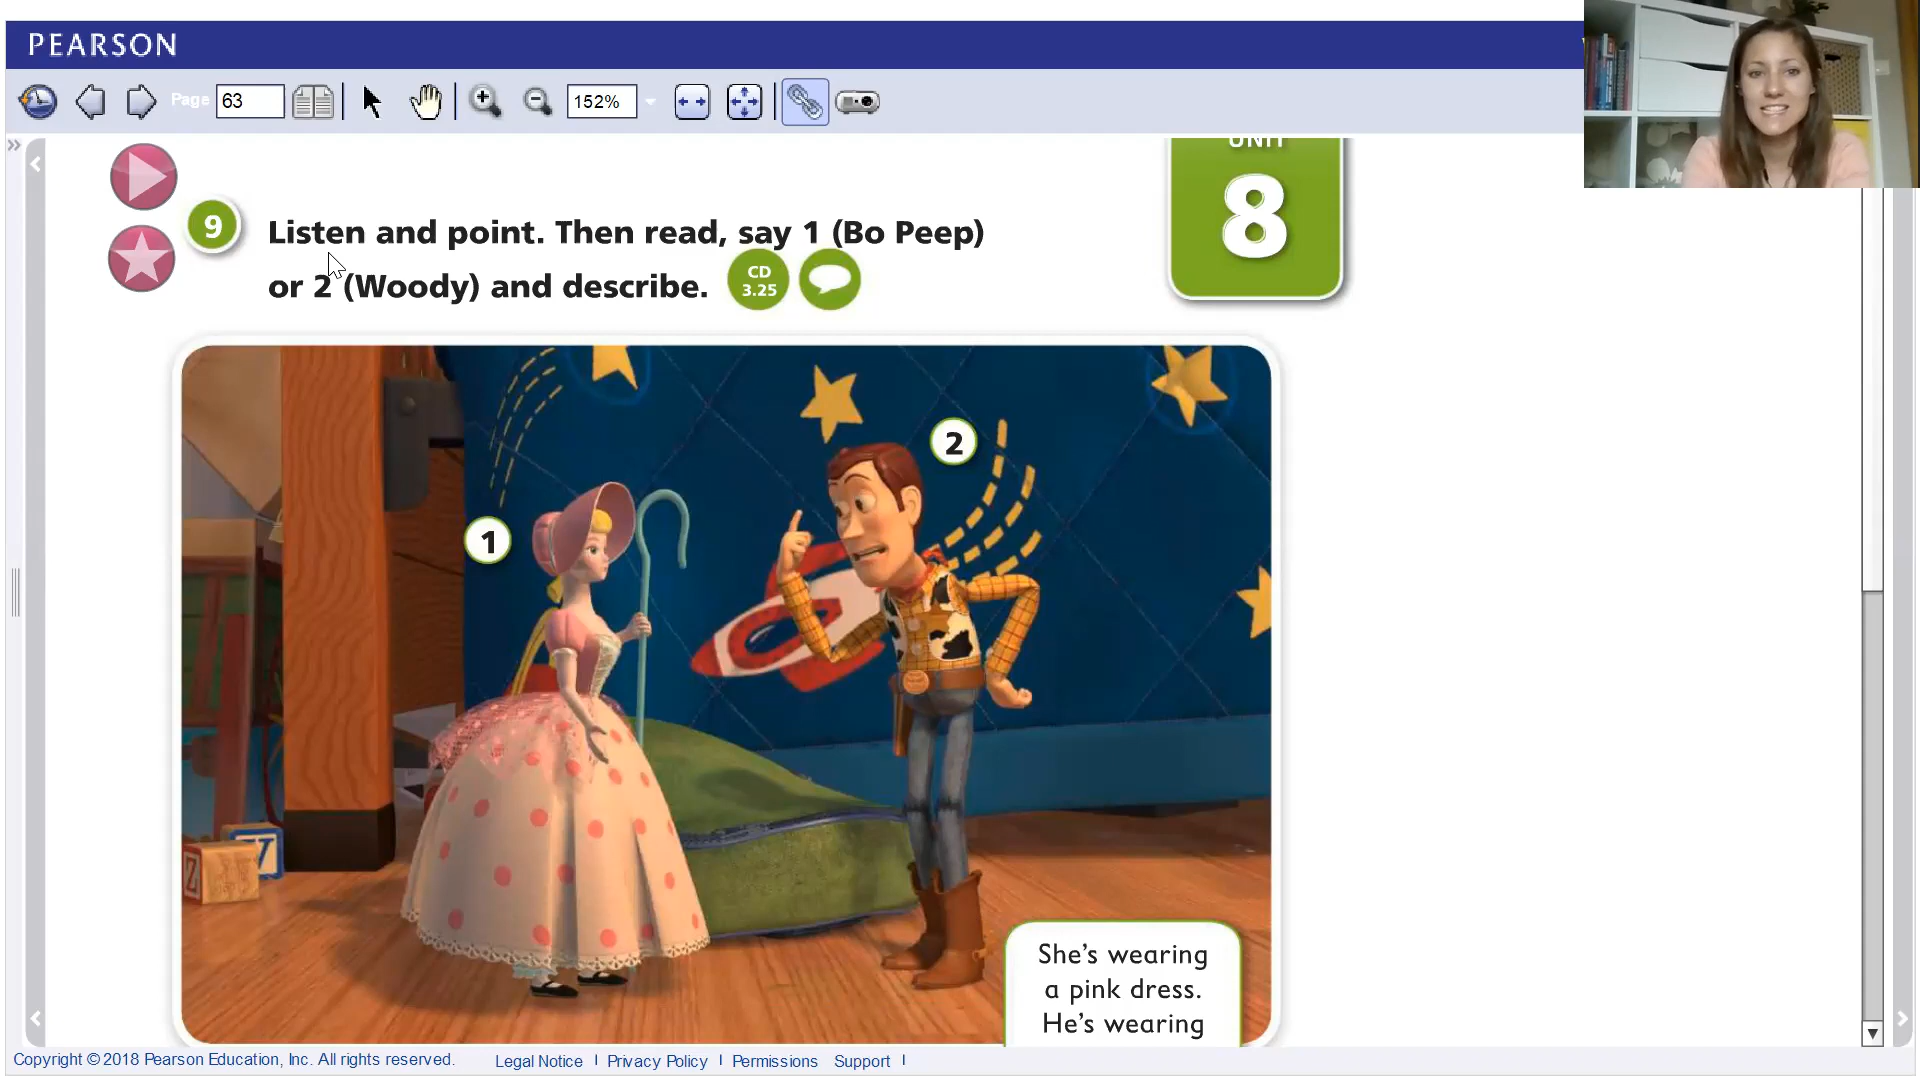 PEARSON
Page 63
152%
UNIT
8
9 Listen and point. Then read, say 1 (Bo Peep)
or 2 (Woody) and describe.
CD
3.25
2
1
Z
V
She's wearing
a pink dress.
He's wearing
Copyright © 2018 Pearson Education, Inc. All rights reserved. Legal Notice | Privacy Policy | Permissions Support |